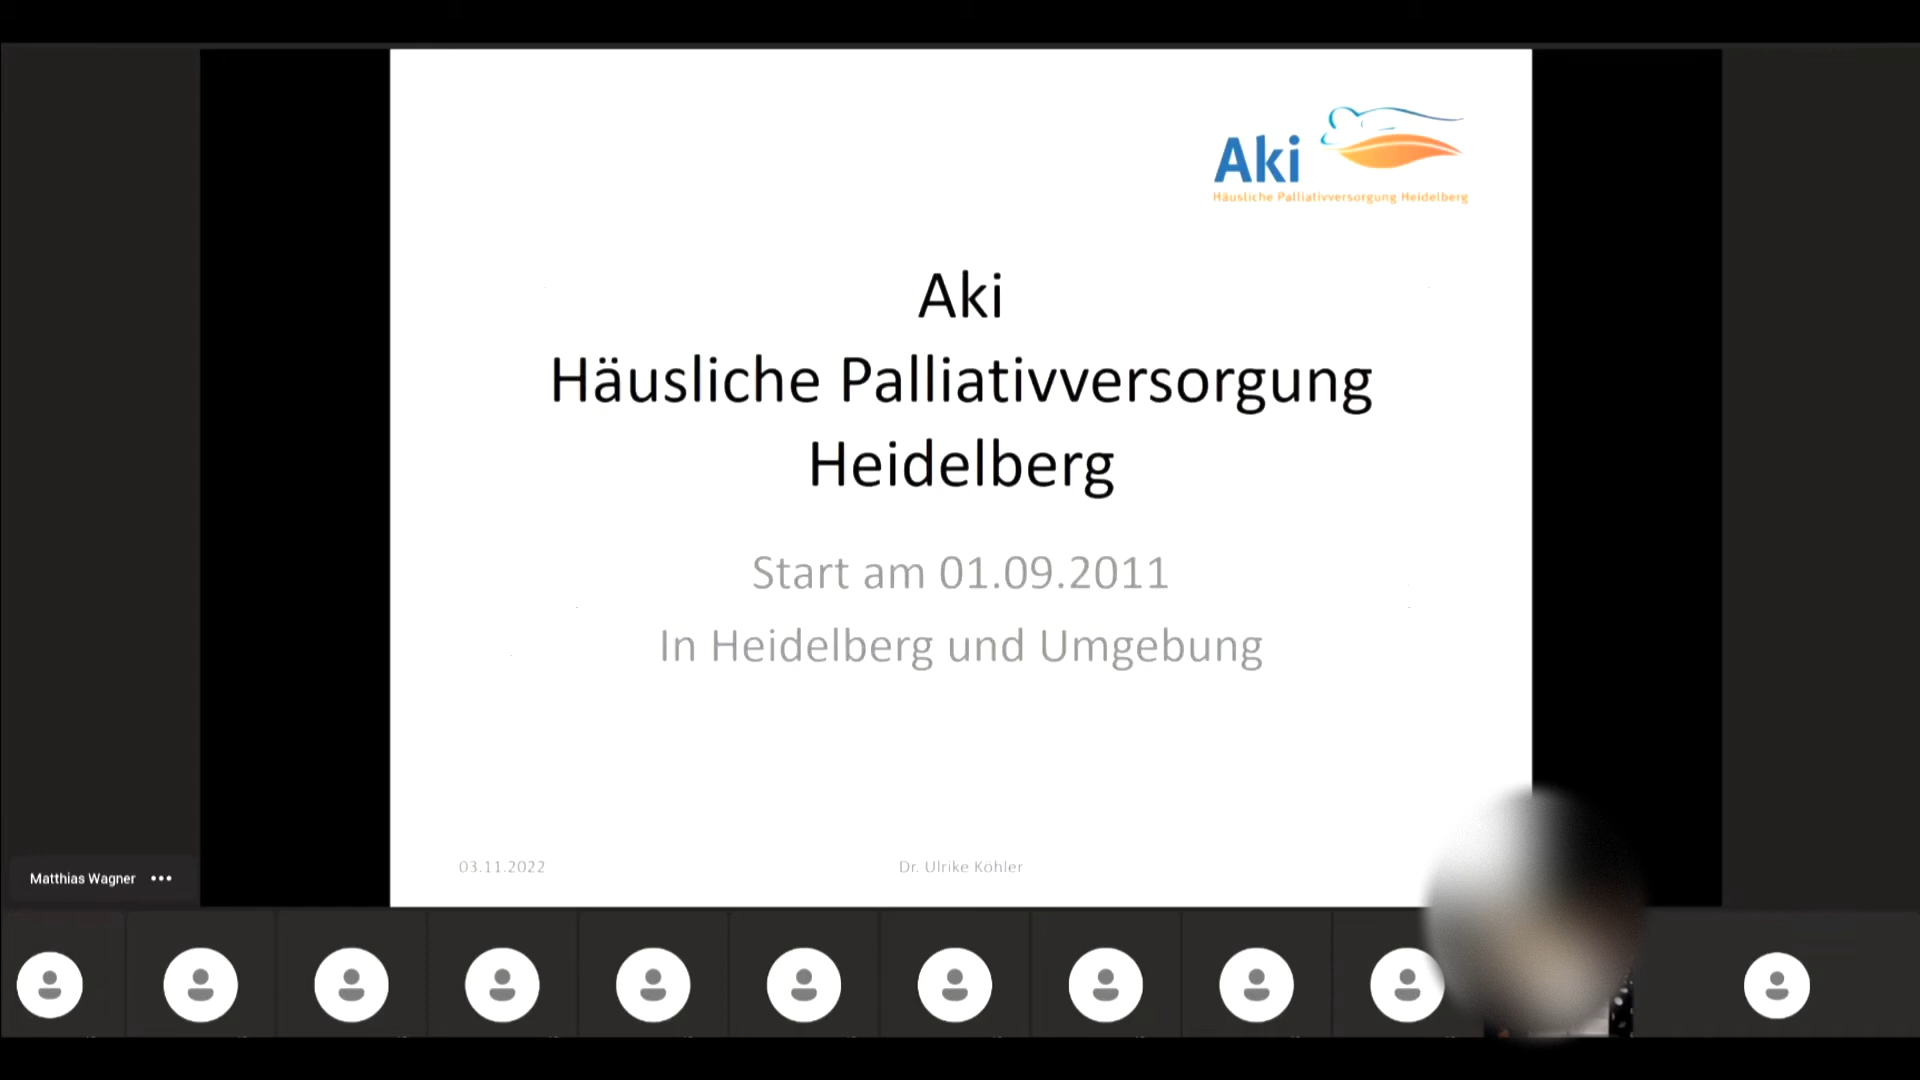 Aki
Häusliche Palliativversorgung Heidelberg
Aki
Häusliche Palliativversorgung
Heidelberg
Start am 01.09.2011
In Heidelberg und Umgebung
03.11.2022
Dr. Ulrike Köhler
Matthias Wagner